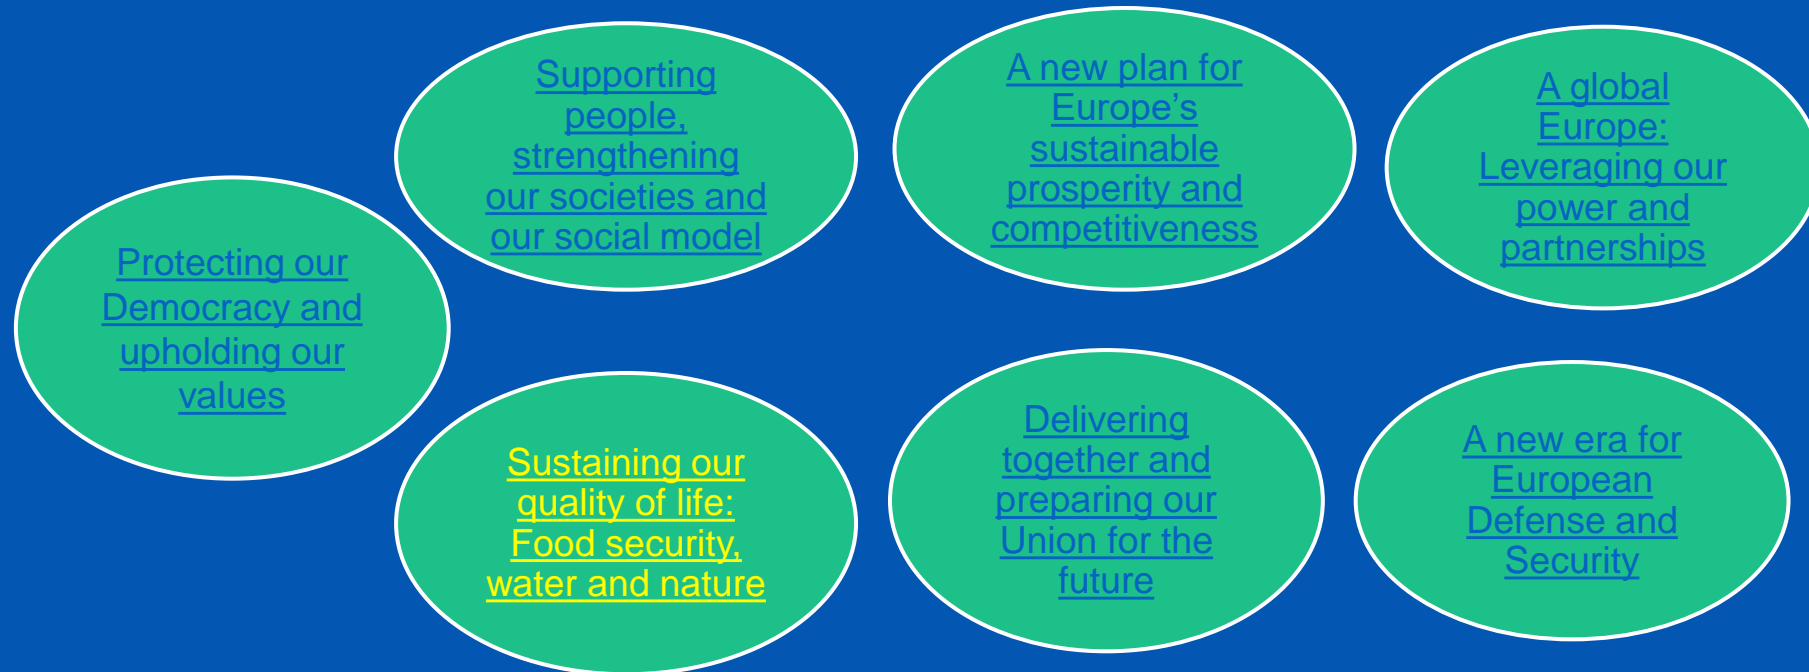 Protecting our
Democracy and
upholding our
values
Supporting
people,
strengthening
our societies and
our social model
A new plan for
Europe’s
sustainable
prosperity and
competitiveness
A global
Europe:
Leveraging our
power and
partnerships
Sustaining our
quality of life:
Food security,
water and nature
Delivering
together and
preparing our
Union for the
future
A new era for
European
Defense and
Security